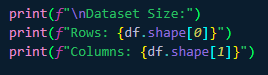 print(f"\nDataset Size:")
print(f"Rows: {df.shape[0]}")
print(f"Columns: {df.shape[1]}")